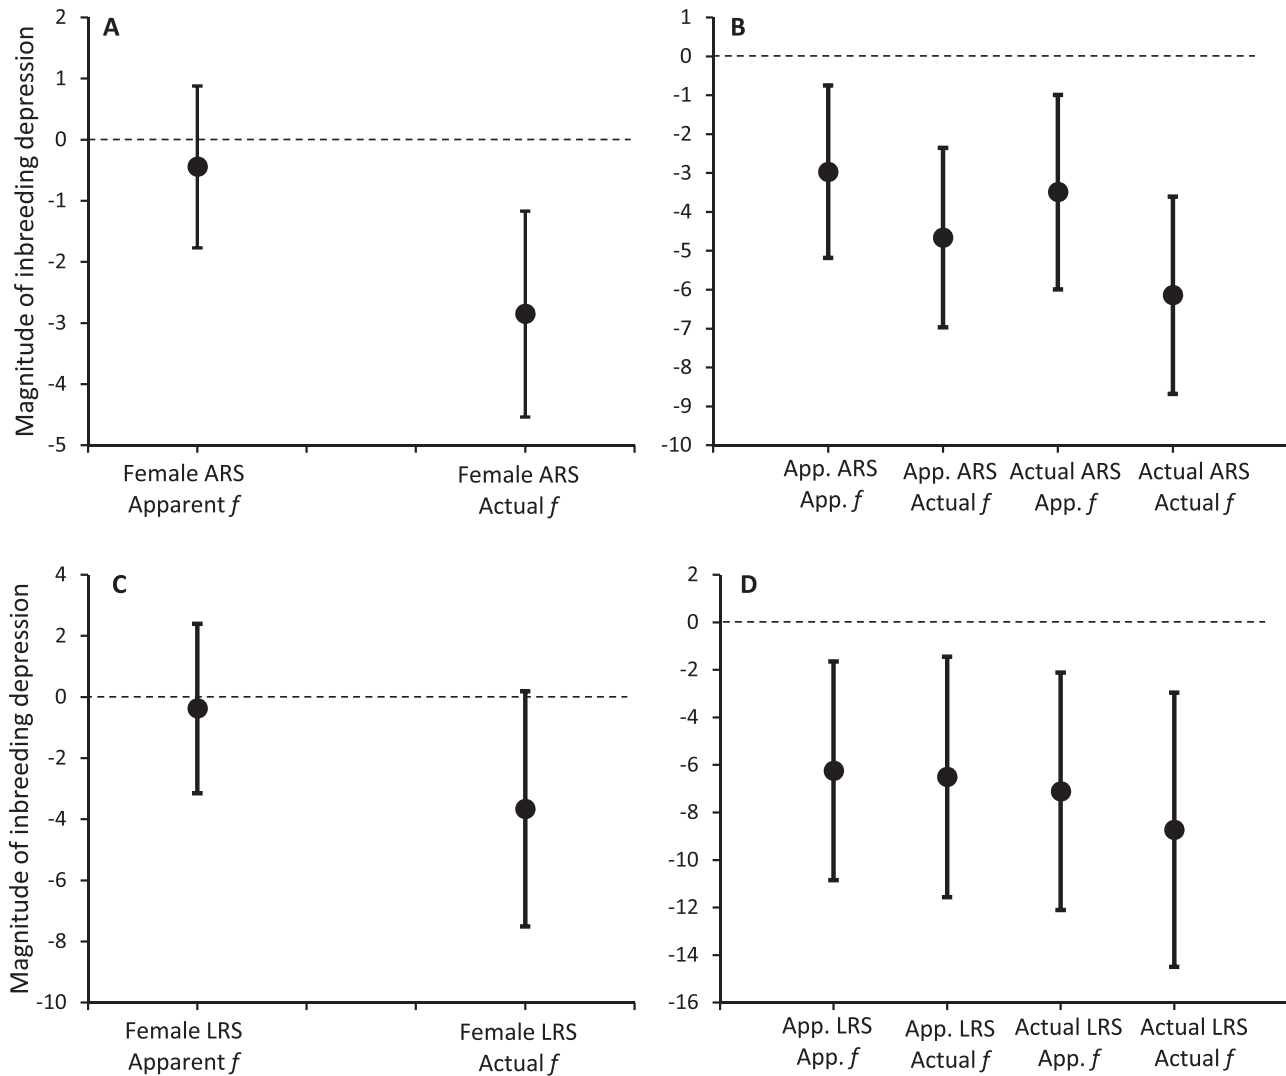 A
Magnitude of inbreeding depression
2
1
0
-1
-2
-3
-4
-5
Female ARS
Apparent f
Female ARS
Actual f
B
1
0
-1
-2
-3
-4
-5
-6
-7
-8
-9
-10
App. ARS
App. f
App. ARS
Actual f
Actual ARS
App. f
Actual ARS
Actual f
C
Magnitude of inbreeding depression
4
2
0
-2
-4
-6
-8
-10
Female LRS
Apparent f
Female LRS
Actual f
D
2
0
-2
-4
-6
-8
-10
-12
-14
-16
App. LRS
App. f
App. LRS
Actual f
Actual LRS
App. f
Actual LRS
Actual f